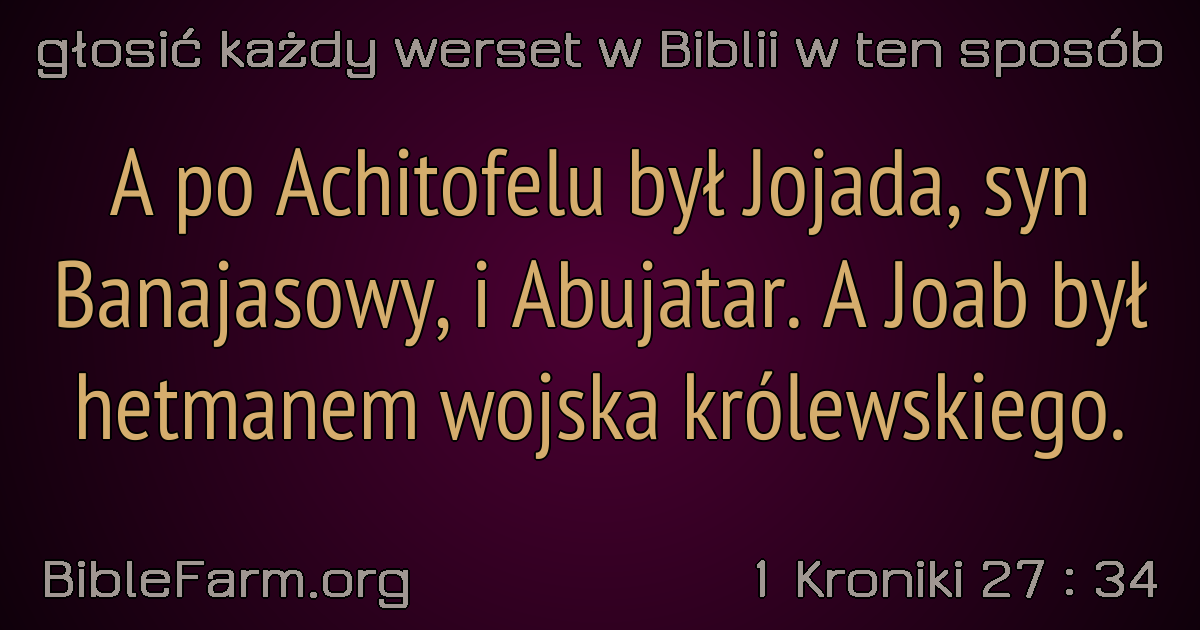 głosić każdy werset w Biblii w ten sposób
A po Achitofelu był Jojada, syn
Banajasowy, i Abujatar. A Joab był
hetmanem wojska królewskiego.
BibleFarm.org
1 Kroniki 27 : 34